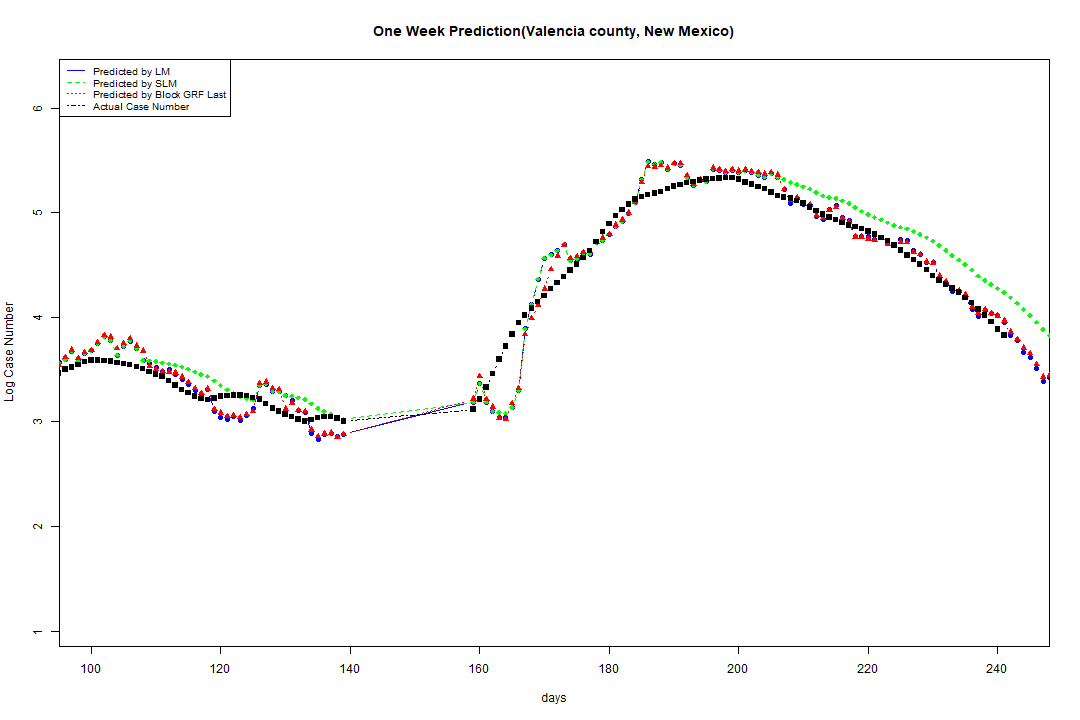 One Week Prediction(Valencia county, New Mexico)
Predicted by LM
Predicted by SLM
Predicted by Block GRF Last
Actual Case Number
6
5
4
3
2
1
Log Case Number
100 120 140 160 180 200 220 240
days